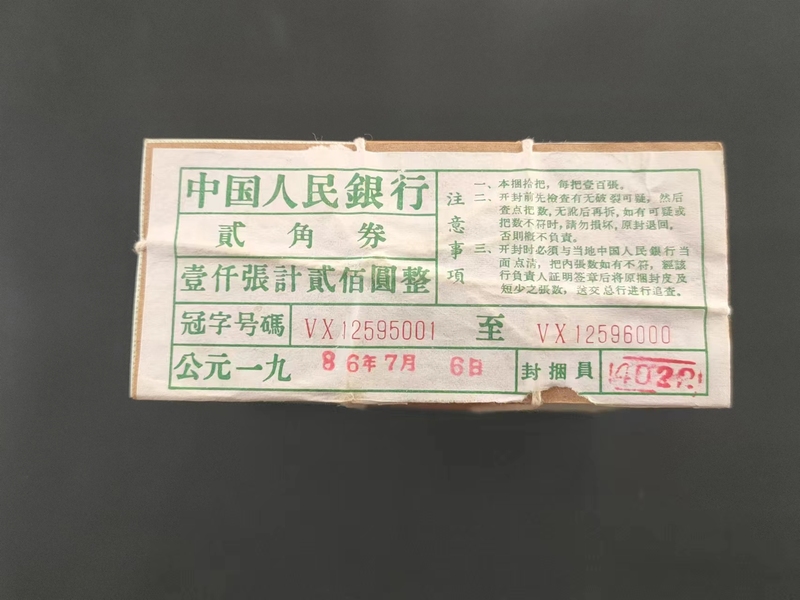 中国人民銀行
貳角券
壹仟張計貳佰圓整
注意事項
一、本捆拾把，每把壹百張。
二、开封前先檢查有无破裂可疑，然后
查点把数，无訛后再拆，如有可疑或
把数不符时，請勿損坏，原封退回，
否則概不負責。
三、开封时必須与当地中国人民銀行当
面点清，把內張数如有不符，經該
行負責人証明签章后将原捆封皮及
短少之張数，送交总行进行追查。
冠字号碼 VX12595001 至 VX12596000
公元一九86年7月6日 封捆員